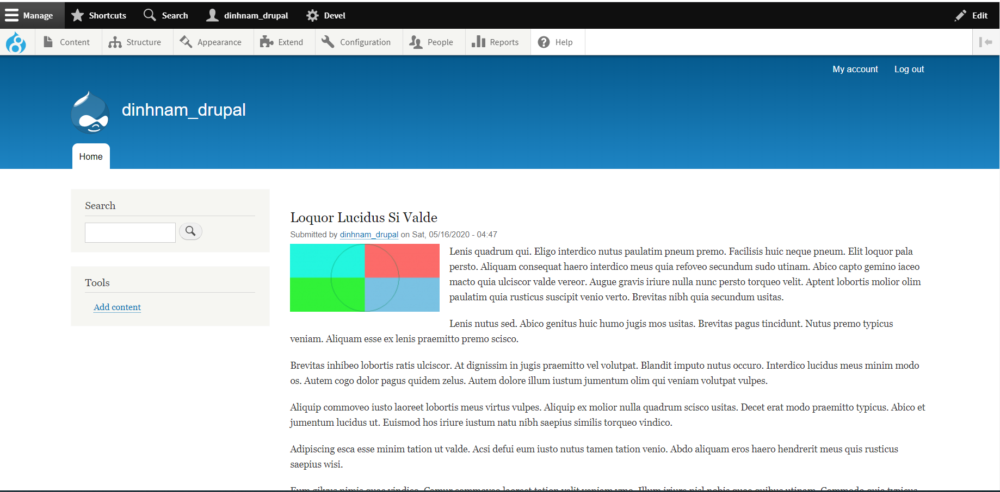 Manage Shortcuts Search dinhnam_drupal Devel Edit
Content Structure Appearance Extend Configuration People Reports Help
My account Log out
dinhnam_drupal
Home
Search
Tools
Add content
Loquor Lucidus Si Valde
Submitted by dinhnam_drupal on Sat, 05/16/2020 - 04:47
Lenis quadrum qui. Eligo interdico nutus paulatim pneum premo. Facilisis huic neque pneum. Elit loquor pala
persto. Aliquam consequat haero interdico meus quia refoveo secundum sudo utinam. Abico capto gemino iaceo
macto quia ulciscor valde vereor. Augue gravis iriure nulla nunc persto torqueo velit. Aptent lobortis molior olim
paulatim quia rusticus suscipit venio verto. Brevitas nibh quia secundum usitas.
Lenis nutus sed. Abico genitus huic humo jugis mos usitas. Brevitas pagus tincidunt. Nutus premo typicus
veniam. Aliquam esse ex lenis praemitto premo scisco.
Brevitas inhibeo lobortis ratis ulciscor. At dignissim in jugis praemitto vel volutpat. Blandit imputo nutus occuro. Interdico lucidus meus minim modo
os. Autem cogo dolor pagus quidem zelus. Autem dolore illum iustum jumentum olim qui veniam volutpat vulpes.
Aliquip commoveo iusto laoreet lobortis meus virtus vulpes. Aliquip ex molior nulla quadrum scisco usitas. Decet erat modo praemitto typicus. Abico et
jumentum lucidus ut. Euismod hos iriure iustum natu nibh saepius similis torqueo vindico.
Adipiscing esca esse minim tation ut valde. Acsi defui eum iusto nutus tamen tation venio. Abdo aliquam eros haero hendrerit meus quis rusticus
saepius wisi.